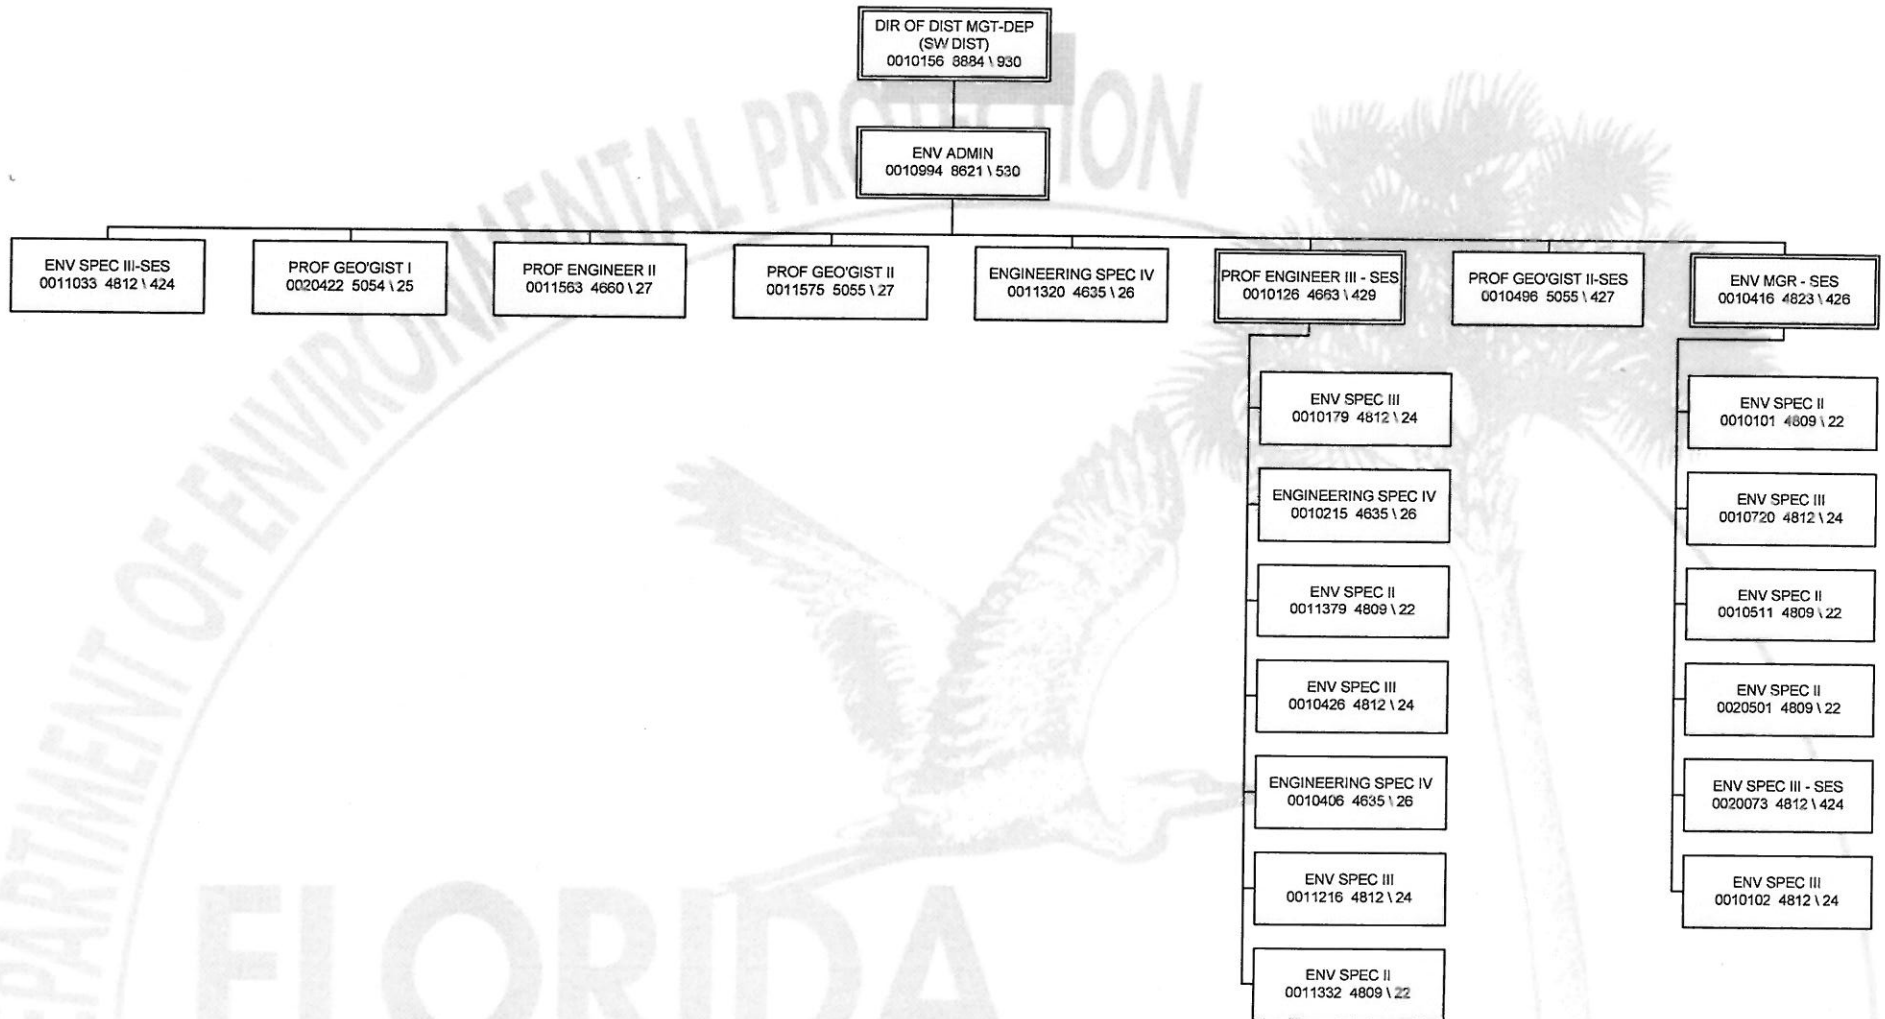 DIR OF DIST MGT-DEP
(SW DIST)
0010156 8884 \ 930
ENV ADMIN
0010994 8621 \ 530
ENV SPEC III-SES
0011033 4812 \ 424
PROF GEO'GIST I
0020422 5054 \ 25
PROF ENGINEER II
0011563 4660 \ 27
PROF GEO'GIST II
0011575 5055 \ 27
ENGINEERING SPEC IV
0011320 4635 \ 26
PROF ENGINEER III - SES
0010126 4663 \ 429
PROF GEO'GIST II-SES
0010496 5055 \ 427
ENV MGR - SES
0010416 4823 \ 426
ENV SPEC III
0010179 4812 \ 24
ENGINEERING SPEC IV
0010215 4635 \ 26
ENV SPEC II
0011379 4809 \ 22
ENV SPEC III
0010426 4812 \ 24
ENGINEERING SPEC IV
0010406 4635 \ 26
ENV SPEC III
0011216 4812 \ 24
ENV SPEC II
0011332 4809 \ 22
ENV SPEC II
0010101 4809 \ 22
ENV SPEC III
0010720 4812 \ 24
ENV SPEC II
0010511 4809 \ 22
ENV SPEC II
0020501 4809 \ 22
ENV SPEC III - SES
0020073 4812 \ 424
ENV SPEC III
0010102 4812 \ 24
DEPARTMENT OF ENVIRONMENTAL PROTECTION
FLORIDA